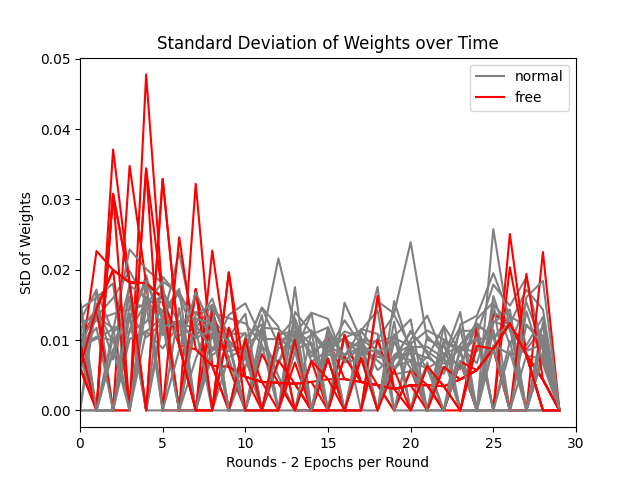 Standard Deviation of Weights over Time
0.05
0.04
0.03
0.02
0.01
0.00
StD of Weights
normal
free
0 5 10 15 20 25 30
Rounds - 2 Epochs per Round